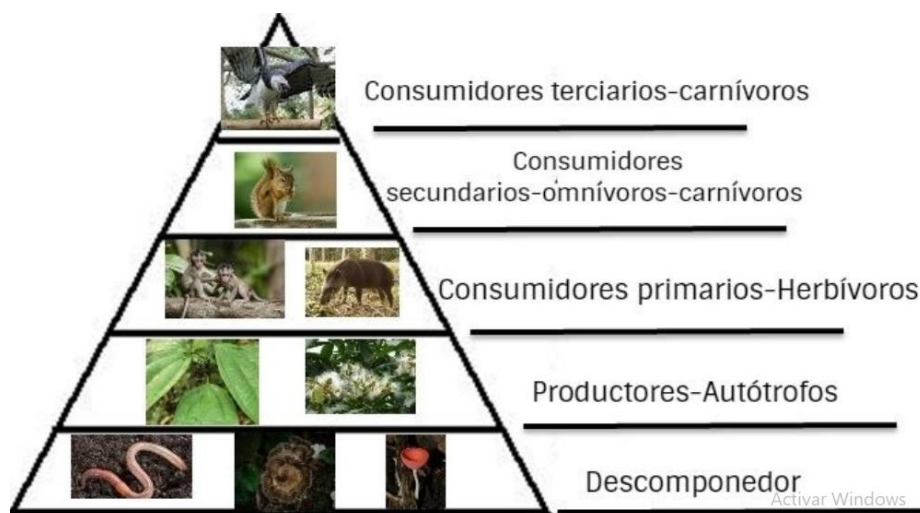 Consumidores terciarios-carnívoros
Consumidores
secundarios-omnívoros-carnívoros
Consumidores primarios-Herbívoros
Productores-Autótrofos
Descomponedor
Activar Windows